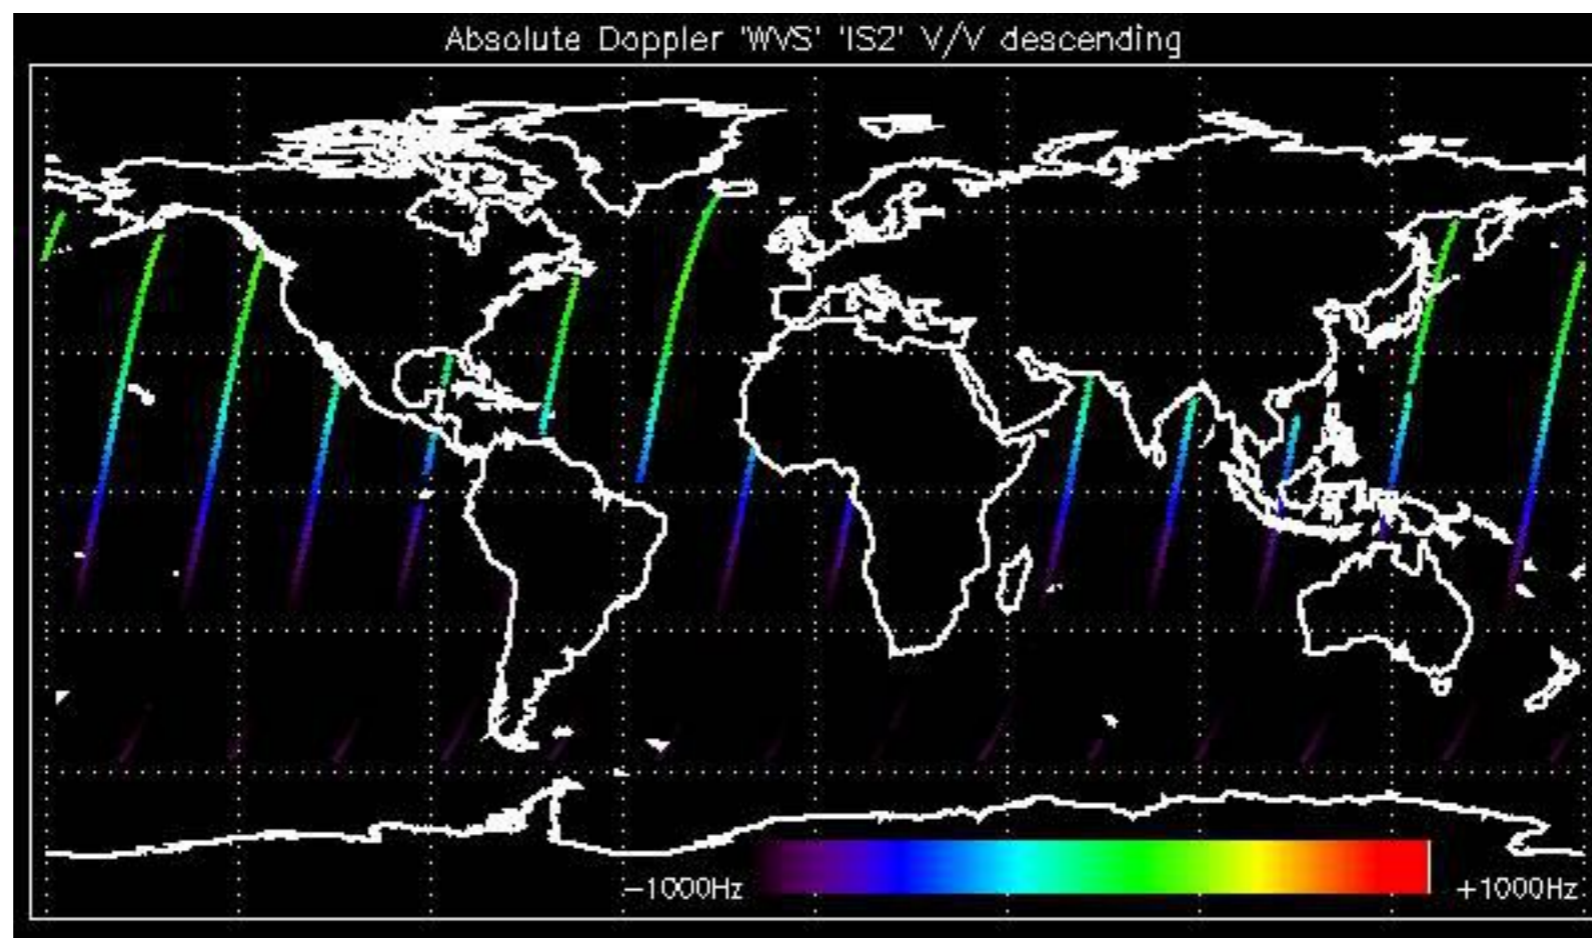 Absolute Doppler 'WVS' 'IS2' V/V descending
-1000Hz +1000Hz